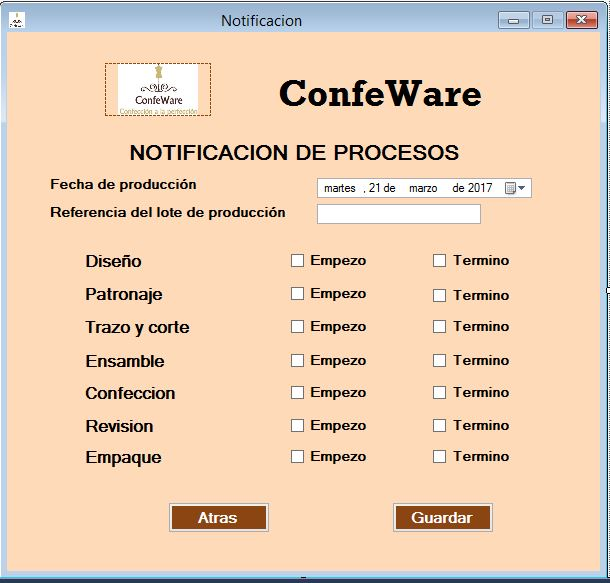 Notificacion
ConfeWare
Confección a la perfección
ConfeWare
NOTIFICACION DE PROCESOS
Fecha de producción
martes , 21 de marzo de 2017
Referencia del lote de producción
Diseño Empezo Termino
Patronaje Empezo Termino
Trazo y corte Empezo Termino
Ensamble Empezo Termino
Confeccion Empezo Termino
Revision Empezo Termino
Empaque Empezo Termino
Atras Guardar